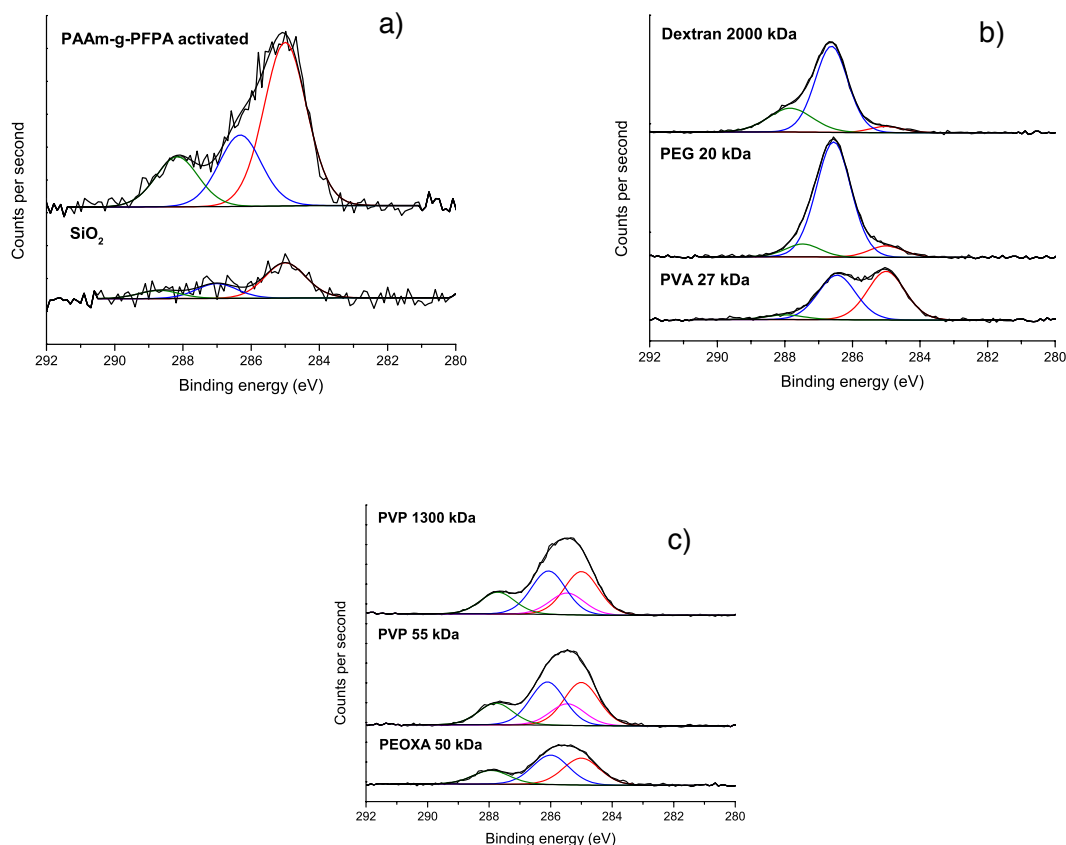 a)
PAAm-g-PFPA activated
SiO2
Counts per second
292 290 288 286 284 282 280
Binding energy (eV)
b)
Dextran 2000 kDa
PEG 20 kDa
PVA 27 kDa
Counts per second
292 290 288 286 284 282 280
Binding energy (eV)
c)
PVP 1300 kDa
PVP 55 kDa
PEOXA 50 kDa
Counts per second
292 290 288 286 284 282 280
Binding energy (eV)